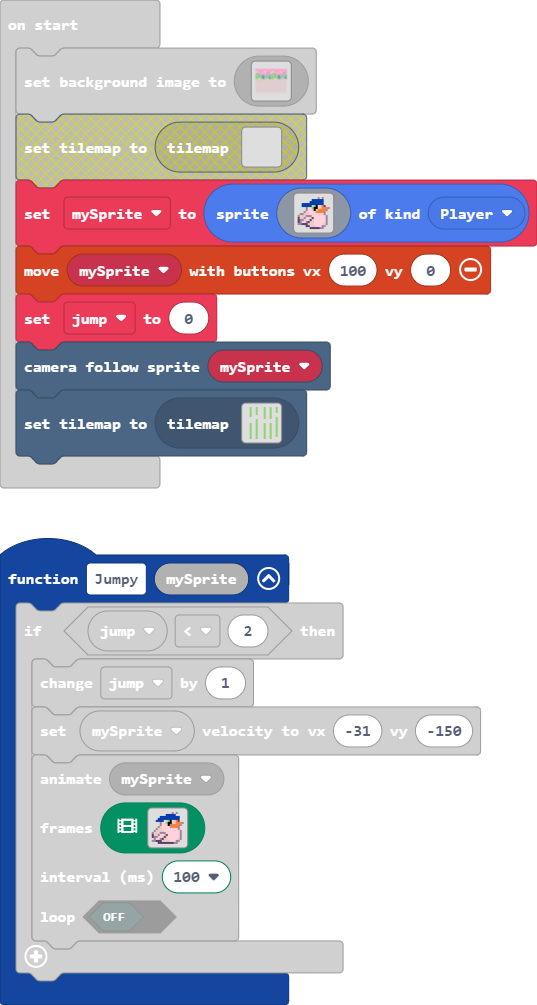 on start
set background image to
set tilemap to tilemap
set mySprite to sprite of kind Player
move mySprite with buttons vx 100 vy 0
set jump to 0
camera follow sprite mySprite
set tilemap to tilemap
function Jumpy mySprite
if jump < 2 then
change jump by 1
set mySprite velocity to vx -31 vy -150
animate mySprite
frames
interval (ms) 100
loop OFF